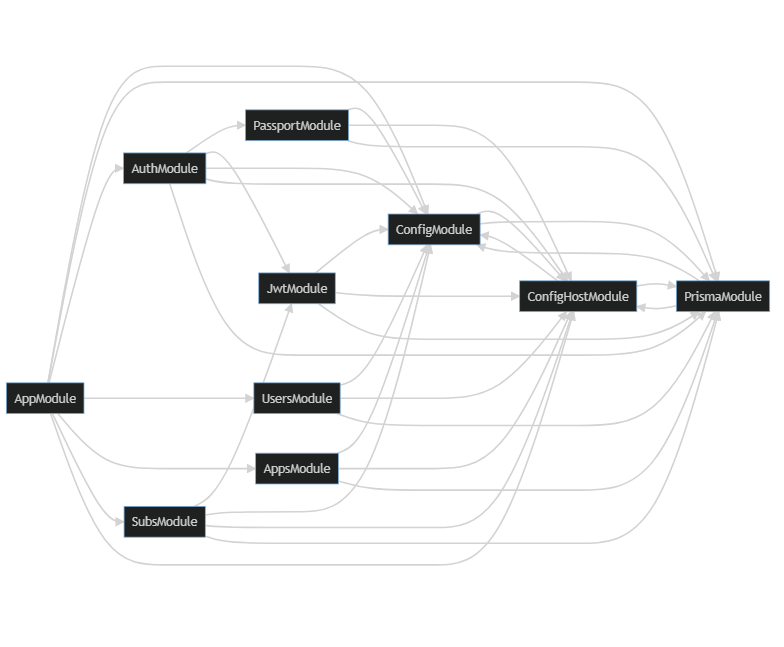 PassportModule
AuthModule
ConfigModule
JwtModule
ConfigHostModule
PrismaModule
AppModule
UsersModule
AppsModule
SubsModule